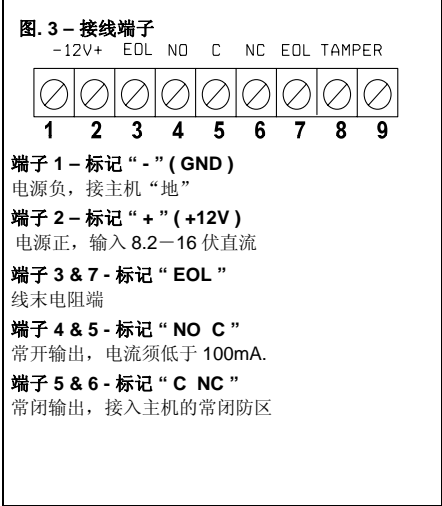 图. 3 – 接线端子
-12V+ EOL NO C NC EOL TAMPER
1 2 3 4 5 6 7 8 9
端子 1 – 标记 “ - ” ( GND )
电源负，接主机“地”
端子 2 – 标记 “ + ” ( +12V )
电源正，输入 8.2－16 伏直流
端子 3 & 7 - 标记 “ EOL ”
线末电阻端
端子 4 & 5 - 标记 “ NO C ”
常开输出，电流须低于 100mA.
端子 5 & 6 - 标记 “ C NC ”
常闭输出，接入主机的常闭防区